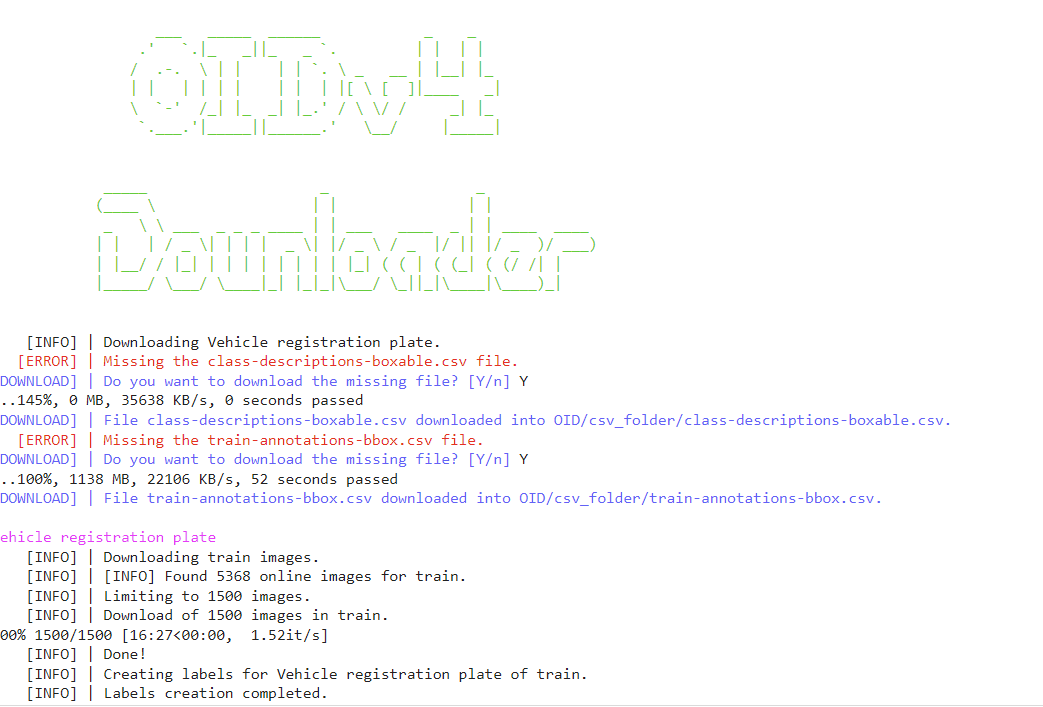 OIDv4
Downloader
[INFO] | Downloading Vehicle registration plate.
[ERROR] | Missing the class-descriptions-boxable.csv file.
DOWNLOAD] | Do you want to download the missing file? [Y/n] Y
..145%, 0 MB, 35638 KB/s, 0 seconds passed
DOWNLOAD] | File class-descriptions-boxable.csv downloaded into OID/csv_folder/class-descriptions-boxable.csv.
[ERROR] | Missing the train-annotations-bbox.csv file.
DOWNLOAD] | Do you want to download the missing file? [Y/n] Y
..100%, 1138 MB, 22106 KB/s, 52 seconds passed
DOWNLOAD] | File train-annotations-bbox.csv downloaded into OID/csv_folder/train-annotations-bbox.csv.
ehicle registration plate
[INFO] | Downloading train images.
[INFO] | [INFO] Found 5368 online images for train.
[INFO] | Limiting to 1500 images.
[INFO] | Download of 1500 images in train.
00% 1500/1500 [16:27<00:00,  1.52it/s]
[INFO] | Done!
[INFO] | Creating labels for Vehicle registration plate of train.
[INFO] | Labels creation completed.